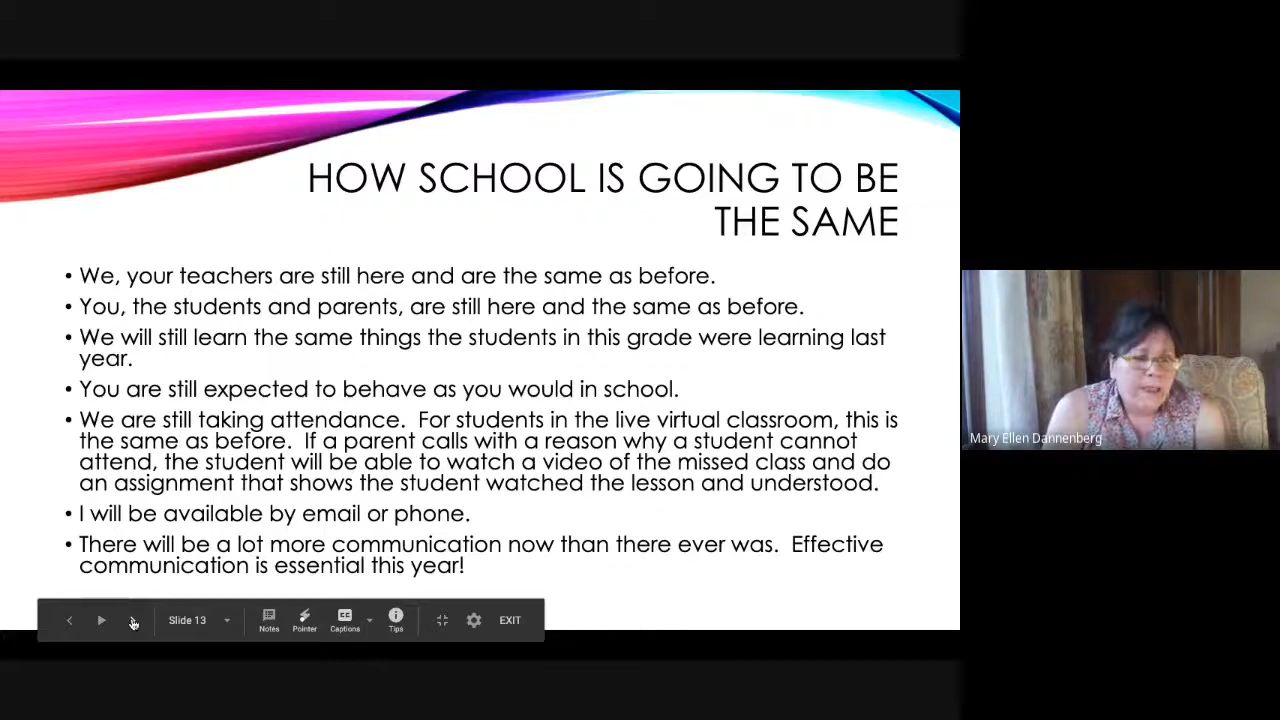 HOW SCHOOL IS GOING TO BE
THE SAME
• We, your teachers are still here and are the same as before.
• You, the students and parents, are still here and the same as before.
• We will still learn the same things the students in this grade were learning last
year.
• You are still expected to behave as you would in school.
• We are still taking attendance.  For students in the live virtual classroom, this is
the same as before.  If a parent calls with a reason why a student cannot
attend, the student will be able to watch a video of the missed class and do
an assignment that shows the student watched the lesson and understood.
• I will be available by email or phone.
• There will be a lot more communication now than there ever was.  Effective
communication is essential this year!
Mary Ellen Dannenberg
Slide 13
Notes
Pointer
CC
Captions
Tips
EXIT